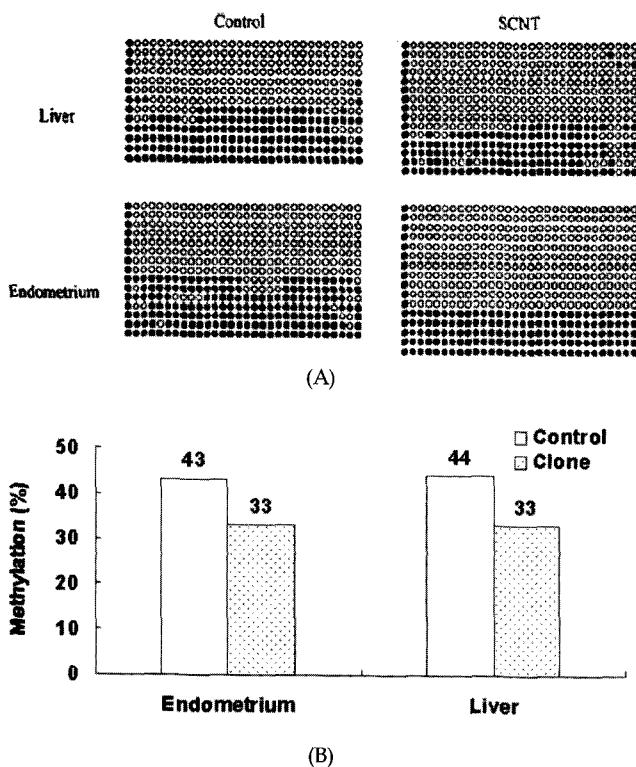 Control SCNT
Liver
Endometrium
(A)
Methylation (%)
50
40
30
20
10
0
43
33
44
33
Control
Clone
Endometrium Liver
(B)